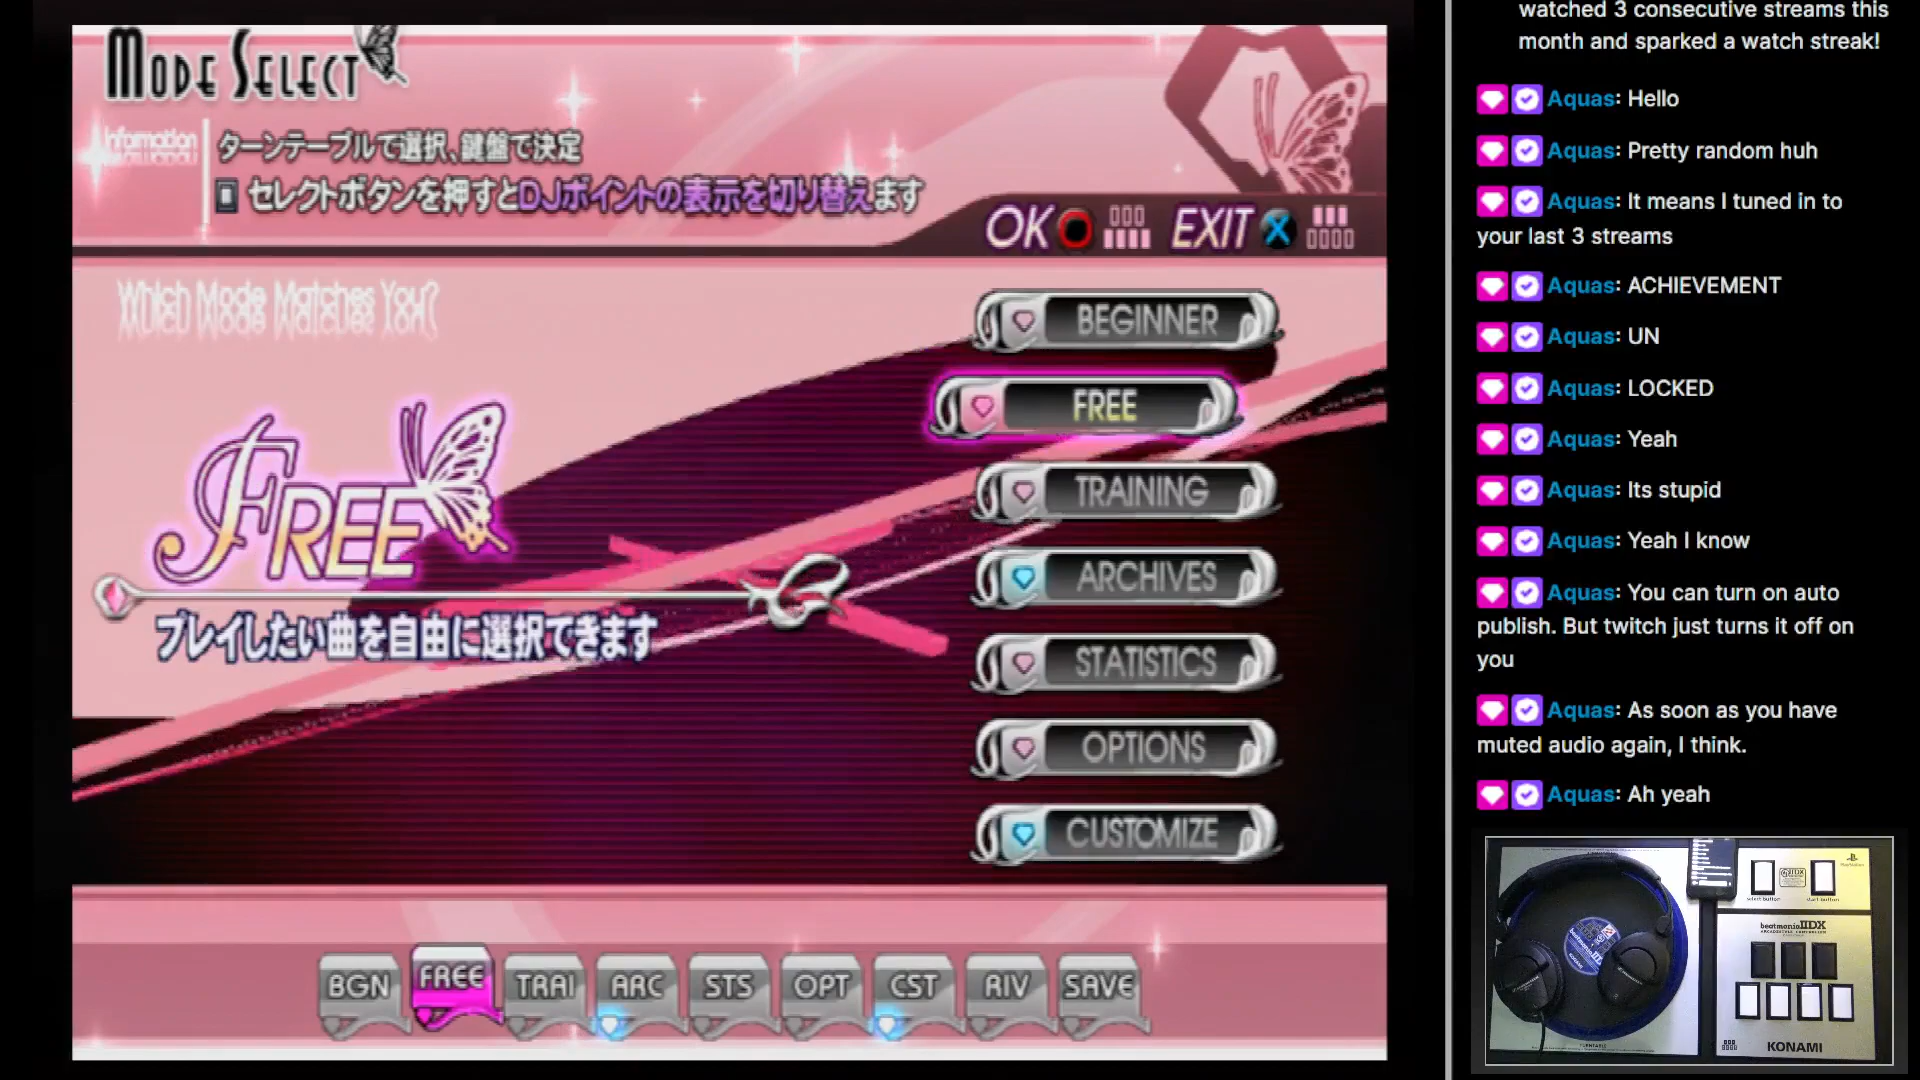 MODE SELECT
Information
ターンテーブルで選択、鍵盤で決定
セレクトボタンを押すとDJポイントの表示を切り替えます
OK EXIT
Which Mode Matches You?
BEGINNER
FREE
TRAINING
ARCHIVES
STATISTICS
OPTIONS
CUSTOMIZE
FREE
プレイしたい曲を自由に選択できます
BGN FREE TRAI ARC STS OPT CST RIV SAVE
watched 3 consecutive streams this
month and sparked a watch streak!
Aquas: Hello
Aquas: Pretty random huh
Aquas: It means I tuned in to
your last 3 streams
Aquas: ACHIEVEMENT
Aquas: UN
Aquas: LOCKED
Aquas: Yeah
Aquas: Its stupid
Aquas: Yeah I know
Aquas: You can turn on auto
publish. But twitch just turns it off on
you
Aquas: As soon as you have
muted audio again, I think.
Aquas: Ah yeah
select button
start button
beatmania IIDX
KONAMI